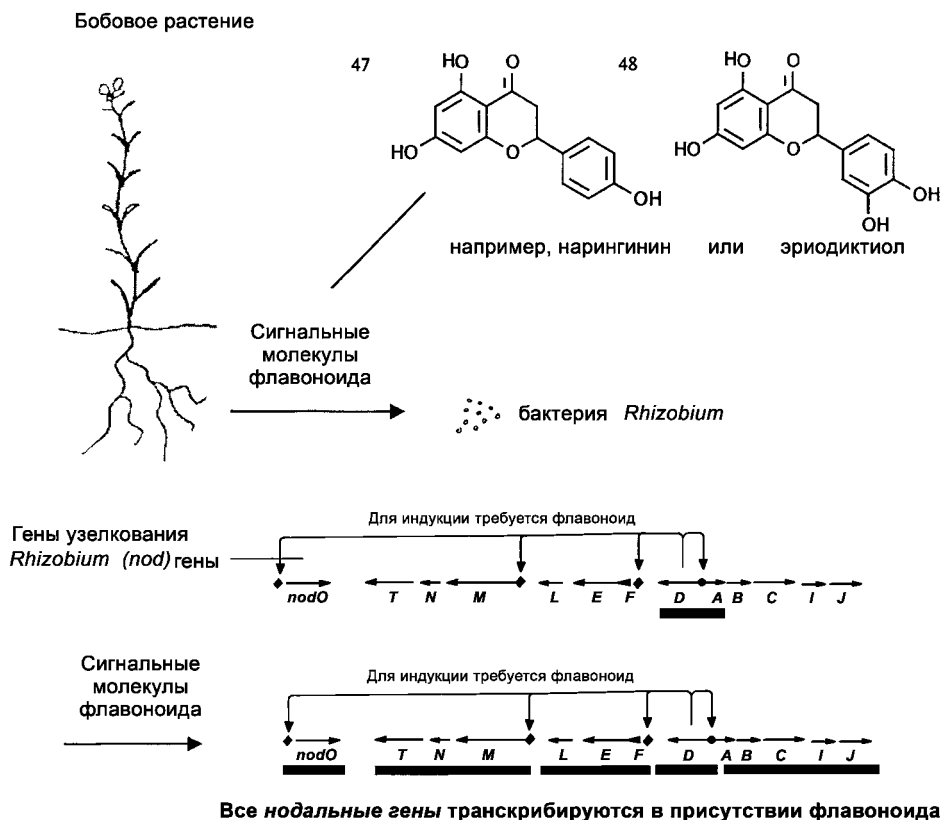 Бобовое растение
47
48
OH
O
HO
O
OH
OH
O
HO
O
OH
OH
например, нарингинин или эриодиктиол
Сигнальные
молекулы
флавоноида
бактерия Rhizobium
Для индукции требуется флавоноид
Гены узелкования
Rhizobium (nod) гены
nodO T N M L E F D A B C I J
Сигнальные
молекулы
флавоноида
Для индукции требуется флавоноид
nodO T N M L E F D A B C I J
Все нодальные гены транскрибируются в присутствии флавоноида